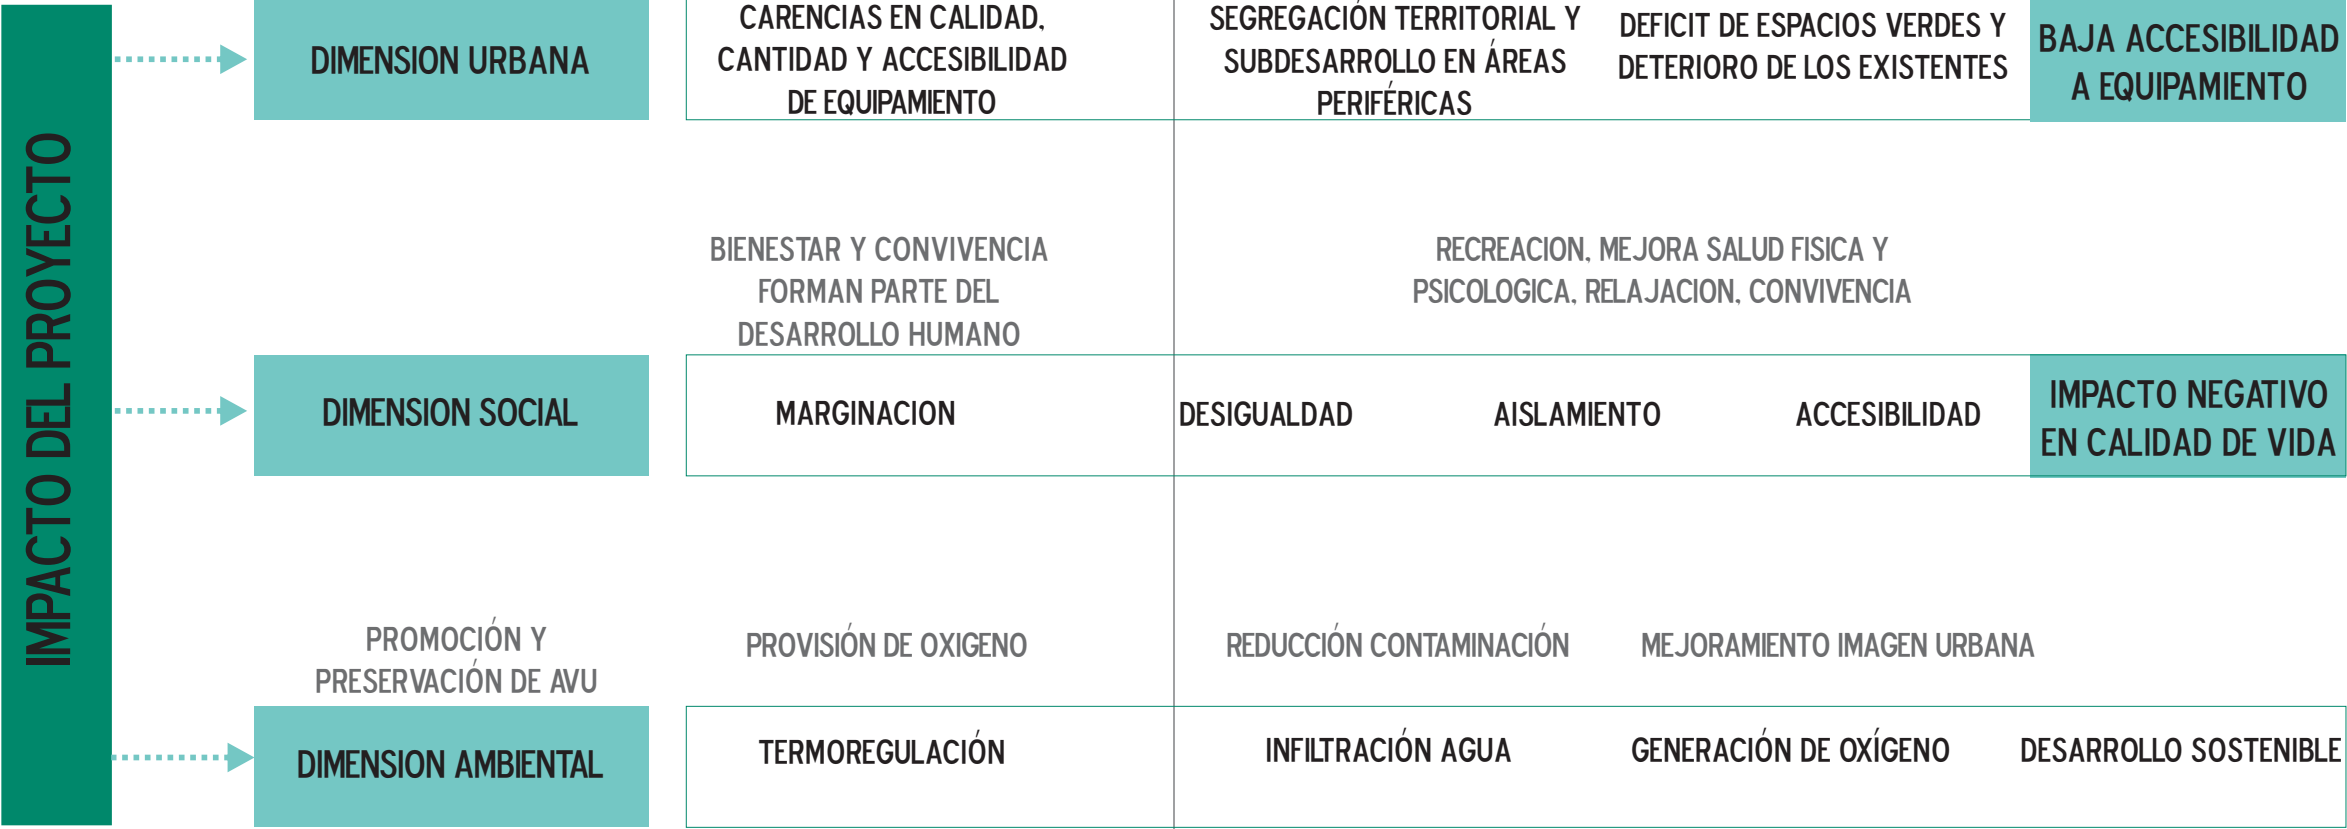 IMPACTO DEL PROYECTO
DIMENSION URBANA
CARENCIAS EN CALIDAD,
CANTIDAD Y ACCESIBILIDAD
DE EQUIPAMIENTO
SEGREGACIÓN TERRITORIAL Y
SUBDESARROLLO EN ÁREAS
PERIFÉRICAS
DEFICIT DE ESPACIOS VERDES Y
DETERIORO DE LOS EXISTENTES
BAJA ACCESIBILIDAD
A EQUIPAMIENTO
BIENESTAR Y CONVIVENCIA
FORMAN PARTE DEL
DESARROLLO HUMANO
RECREACION, MEJORA SALUD FISICA Y
PSICOLOGICA, RELAJACION, CONVIVENCIA
DIMENSION SOCIAL
MARGINACION
DESIGUALDAD
AISLAMIENTO
ACCESIBILIDAD
IMPACTO NEGATIVO
EN CALIDAD DE VIDA
PROMOCIÓN Y
PRESERVACIÓN DE AVU
PROVISIÓN DE OXIGENO
REDUCCIÓN CONTAMINACIÓN
MEJORAMIENTO IMAGEN URBANA
DIMENSION AMBIENTAL
TERMOREGULACIÓN
INFILTRACIÓN AGUA
GENERACIÓN DE OXÍGENO
DESARROLLO SOSTENIBLE